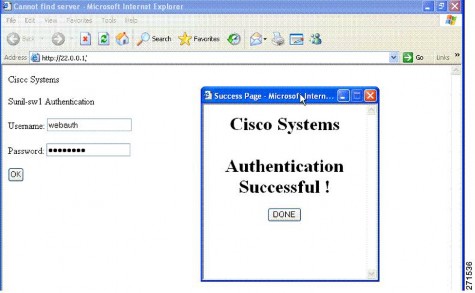 Cannot find server - Microsoft Internet Explorer
File Edit View Favorites Tools Help
Back Search Favorites
Address http://22.0.0.1/ Go Links »
Cisco Systems
Sunil-sw1 Authentication
Username: webauth
Password: ••••••••
OK
Success Page - Microsoft Intern...
Cisco Systems
Authentication
Successful !
DONE
271536